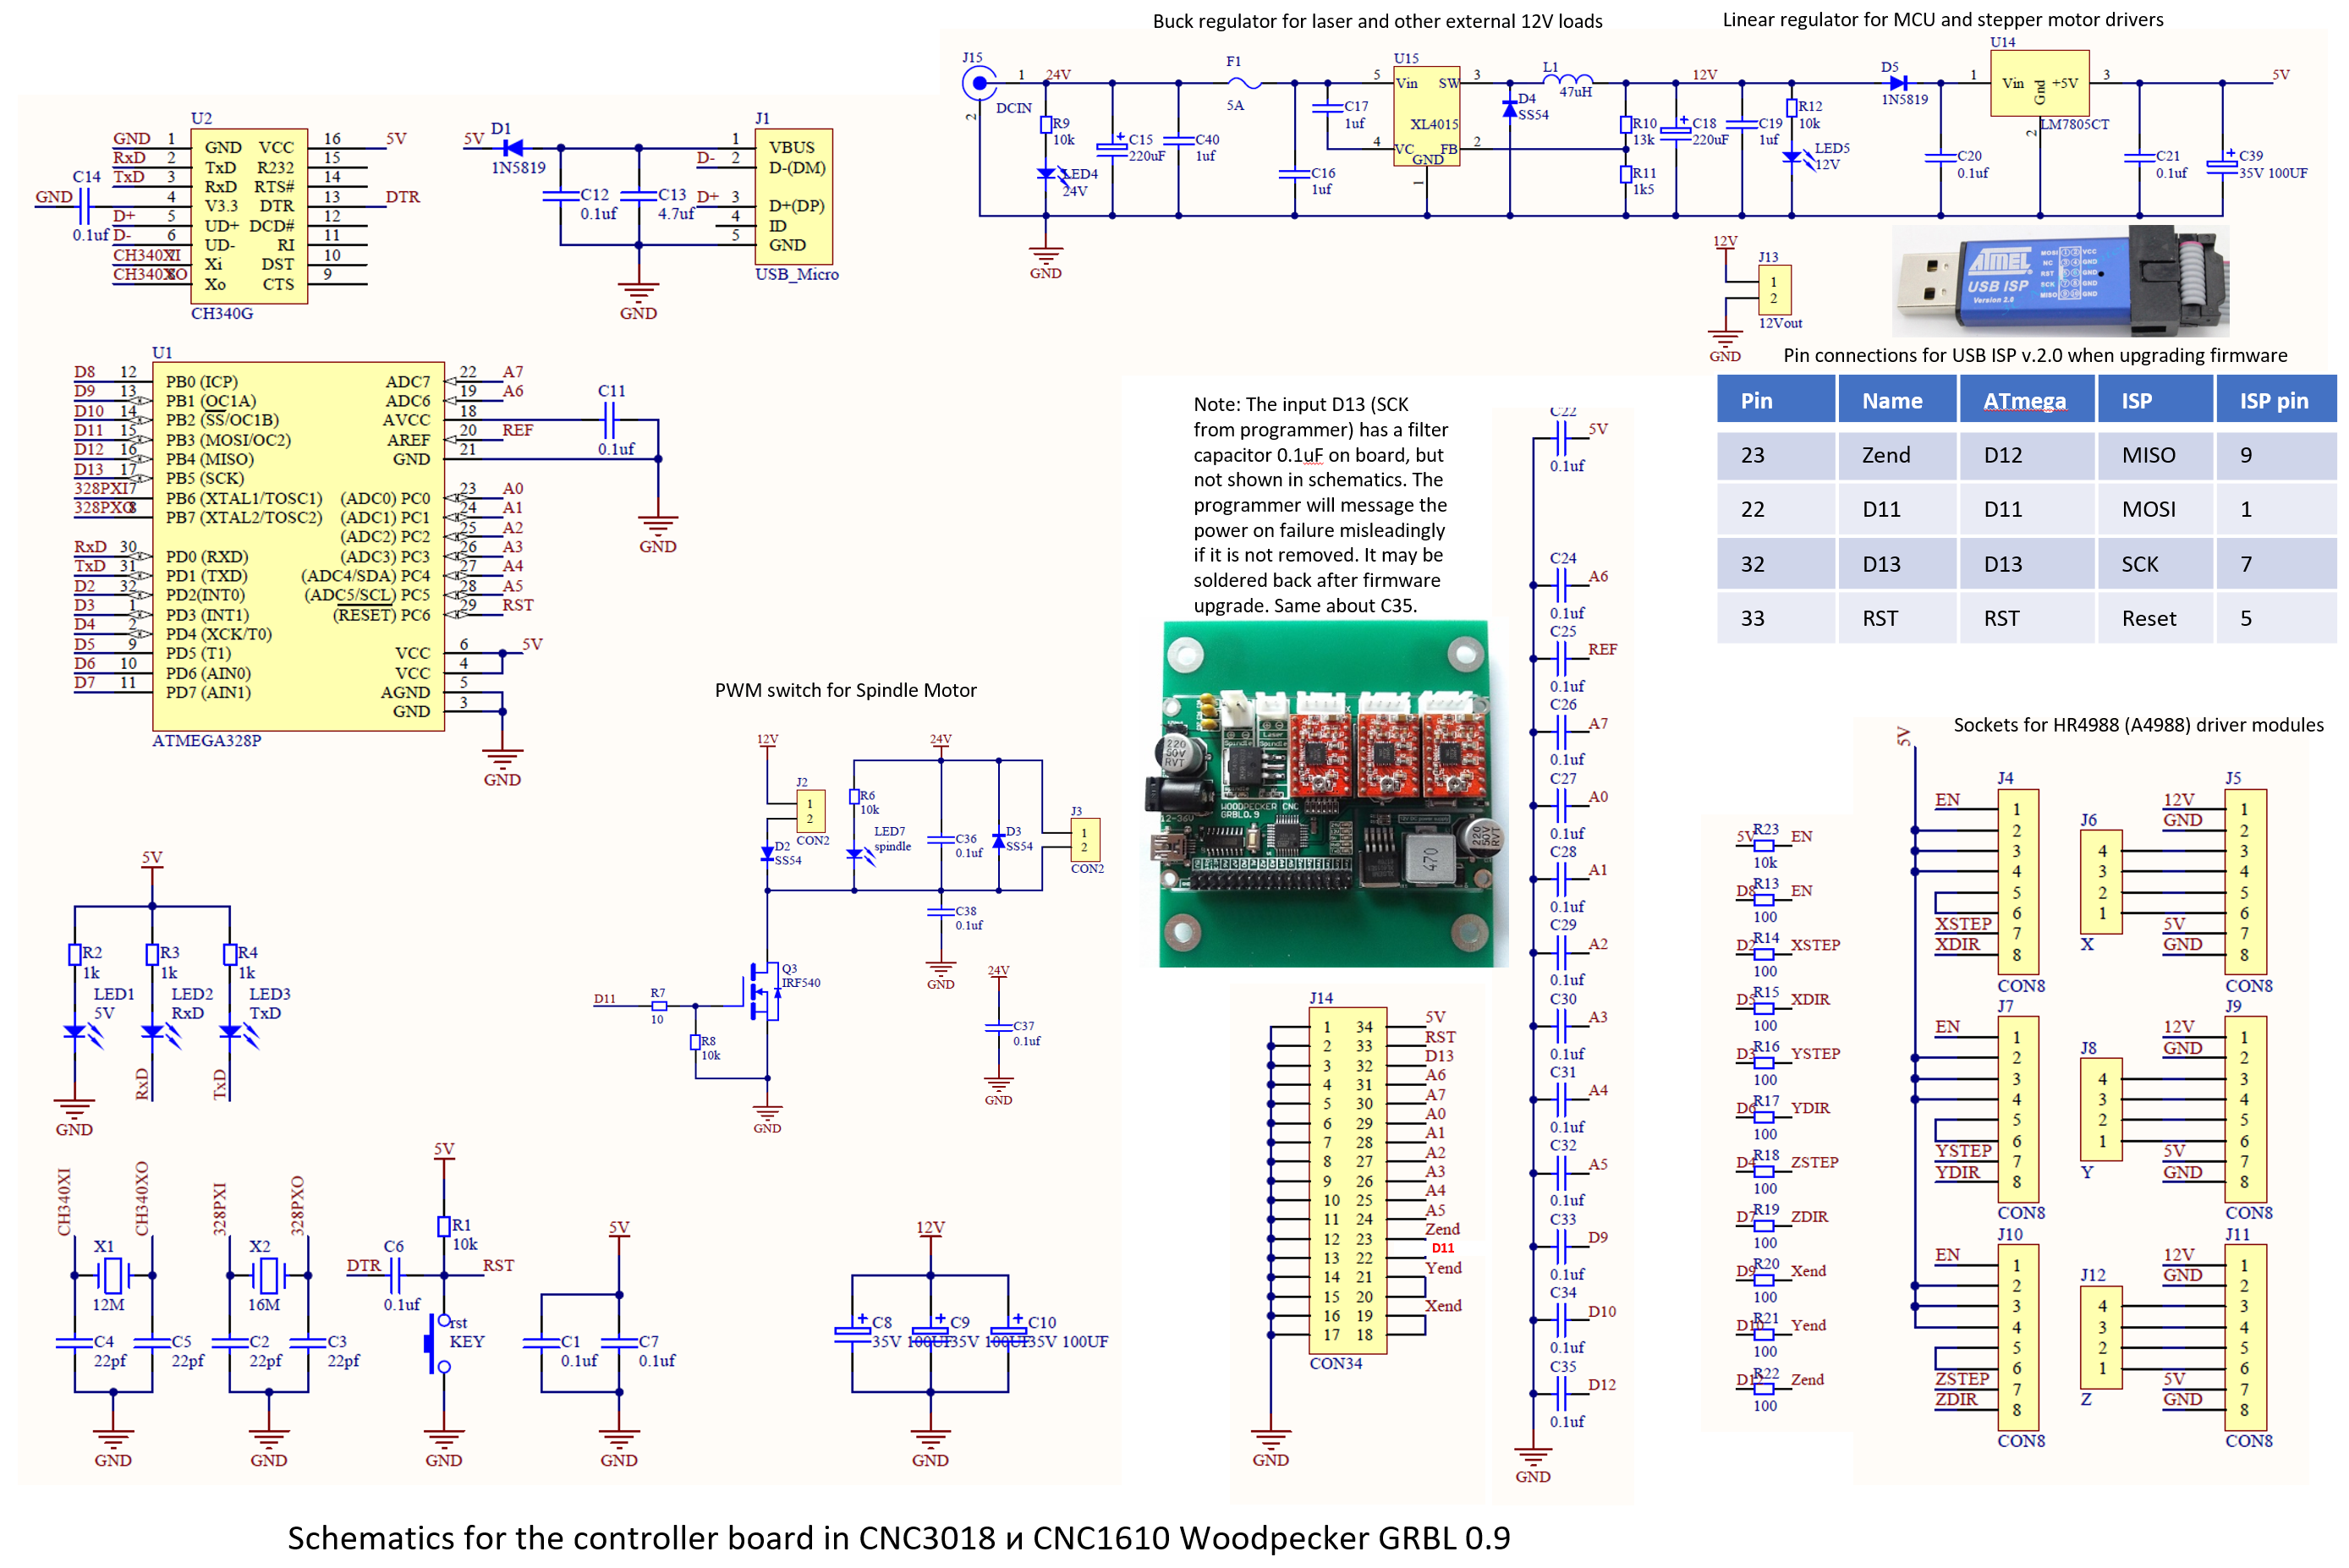 Buck regulator for laser and other external 12V loads
Linear regulator for MCU and stepper motor drivers
J15
1
24V
DCIN
2
R9
10k
LED4
24V
C15
220uF
C40
1uf
F1
5A
C17
1uf
C16
1uf
U15
5 Vin SW 3
XL4015
4 VC FB 2
GND
1
D4
SS54
L1
47uH
R10
13k
R11
1k5
12V
C18
220uF
C19
1uf
R12
10k
LED5
12V
D5
1N5819
C20
0.1uf
U14
1 Vin +5V 3
Gnd
2
LM7805CT
C21
0.1uf
C39
35V 100UF
5V
GND
U2
GND 1 GND VCC 16 5V
RxD 2 TxD R232 15
TxD 3 RxD RTS# 14
4 V3.3 DTR 13 DTR
D+ 5 UD+ DCD# 12
D- 6 UD- RI 11
CH340XI Xi DST 10
CH340XO Xo CTS 9
CH340G
C14
GND
0.1uf
5V
D1
1N5819
C12
0.1uf
C13
4.7uf
J1
1 VBUS
D- 2 D-(DM)
D+ 3 D+(DP)
4 ID
5 GND
USB_Micro
GND
12V
J13
1
2
12Vout
GND
ATMEL
USB ISP
Version 2.0
MOSI VCC
NC GND
RST GND
SCK GND
MISO GND
Pin connections for USB ISP v.2.0 when upgrading firmware
Pin Name ATmega ISP ISP pin
23 Zend D12 MISO 9
22 D11 D11 MOSI 1
32 D13 D13 SCK 7
33 RST RST Reset 5
U1
D8 12 PB0 (ICP) ADC7 22 A7
D9 13 PB1 (OC1A) ADC6 19 A6
D10 14 PB2 (SS/OC1B) AVCC 18
D11 15 PB3 (MOSI/OC2) AREF 20 REF
D12 16 PB4 (MISO) GND 21
D13 17 PB5 (SCK)
328PXI 7 PB6 (XTAL1/TOSC1) (ADC0) PC0 23 A0
328PXO 8 PB7 (XTAL2/TOSC2) (ADC1) PC1 24 A1
(ADC2) PC2 25 A2
RxD 30 PD0 (RXD) (ADC3) PC3 26 A3
TxD 31 PD1 (TXD) (ADC4/SDA) PC4 27 A4
D2 32 PD2(INT0) (ADC5/SCL) PC5 28 A5
D3 1 PD3 (INT1) (RESET) PC6 29 RST
D4 2 PD4 (XCK/T0)
D5 9 PD5 (T1) VCC 6 5V
D6 10 PD6 (AIN0) VCC 4
D7 11 PD7 (AIN1) AGND 5
GND 3
ATMEGA328P
GND
C11
0.1uf
GND
Note: The input D13 (SCK
from programmer) has a filter
capacitor 0.1uF on board, but
not shown in schematics. The
programmer will message the
power on failure misleadingly
if it is not removed. It may be
soldered back after firmware
upgrade. Same about C35.
220
50V
RVT
Laser
Spindle
WOODPECKER CNC
GRBL0.9
12-36V
470
220
50V
RVT
PWM switch for Spindle Motor
12V
J2
1
2
CON2
D2
SS54
R6
10k
LED7
spindle
24V
C36
0.1uf
D3
SS54
J3
1
2
CON2
C38
0.1uf
GND
D11
R7
10
R8
10k
Q3
IRF540
GND
24V
C37
0.1uf
GND
5V
R2
1k
R3
1k
R4
1k
LED1
5V
LED2
RxD
LED3
TxD
GND
RxD
TxD
CH340XI
CH340XO
X1
12M
C4
22pf
C5
22pf
GND
328PXI
328PXO
X2
16M
C2
22pf
C3
22pf
GND
5V
R1
10k
DTR
C6
0.1uf
RST
rst
KEY
GND
5V
C1
0.1uf
C7
0.1uf
GND
12V
C8
35V 100UF
C9
35V 100UF
C10
35V 100UF
GND
J14
1 34 5V
2 33 RST
3 32 D13
4 31 A6
5 30 A7
6 29 A0
7 28 A1
8 27 A2
9 26 A3
10 25 A4
11 24 A5
12 23 Zend
13 22 D11
14 21 Yend
15 20
16 19 Xend
17 18
CON34
GND
C22
5V
0.1uf
C24
A6
0.1uf
C25
REF
0.1uf
C26
A7
0.1uf
C27
A0
0.1uf
C28
A1
0.1uf
C29
A2
0.1uf
C30
A3
0.1uf
C31
A4
0.1uf
C32
A5
0.1uf
C33
D9
0.1uf
C34
D10
0.1uf
C35
D12
0.1uf
GND
5V R23 EN
10k
D8 R13 EN
100
D2 R14 XSTEP
100
D5 R15 XDIR
100
D3 R16 YSTEP
100
D6 R17 YDIR
100
D4 R18 ZSTEP
100
D7 R19 ZDIR
100
D9 R20 Xend
100
D10 R21 Yend
100
D12 R22 Zend
100
Sockets for HR4988 (A4988) driver modules
5V
J4
EN 1
2
3
4
5
6
XSTEP 7
XDIR 8
CON8
J6
4
3
2
1
X
J5
12V 1
GND 2
3
4
5
6
5V 7
GND 8
CON8
J7
EN 1
2
3
4
5
6
YSTEP 7
YDIR 8
CON8
J8
4
3
2
1
Y
J9
12V 1
GND 2
3
4
5
6
5V 7
GND 8
CON8
J10
EN 1
2
3
4
5
6
ZSTEP 7
ZDIR 8
CON8
J12
4
3
2
1
Z
J11
12V 1
GND 2
3
4
5
6
5V 7
GND 8
CON8
Schematics for the controller board in CNC3018 и CNC1610 Woodpecker GRBL 0.9